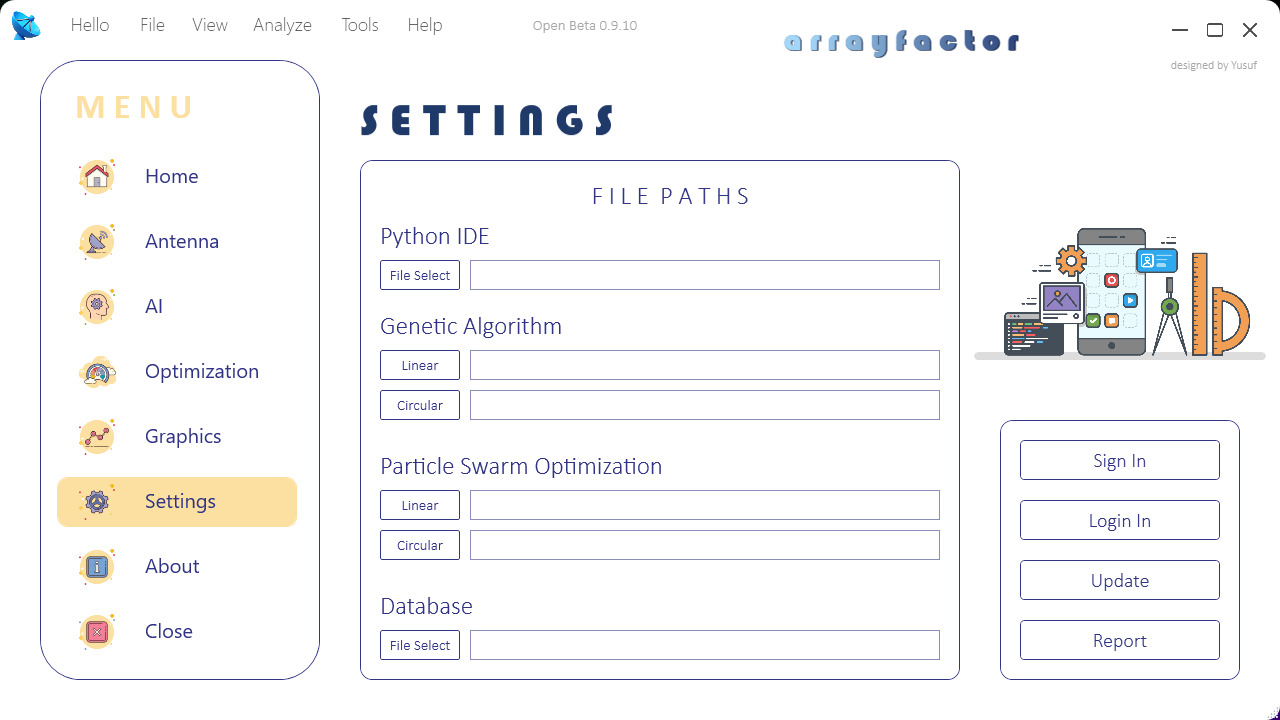 Hello File View Analyze Tools Help Open Beta 0.9.10
arrayfactor
designed by Yusuf
MENU
Home
Antenna
AI
Optimization
Graphics
Settings
About
Close
SETTINGS
FILE PATHS
Python IDE
File Select
Genetic Algorithm
Linear
Circular
Particle Swarm Optimization
Linear
Circular
Database
File Select
Sign In
Login In
Update
Report